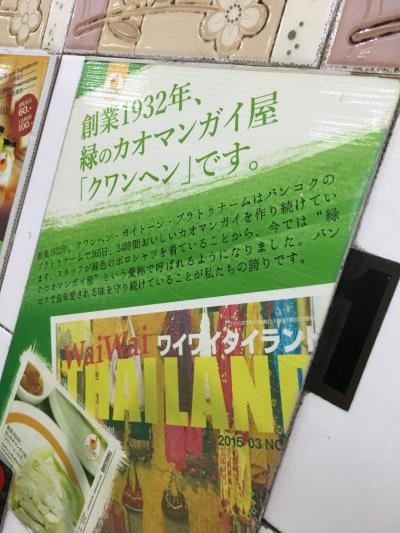 創業1932年、
緑のカオマンガイ屋
「クワンヘン」です。
創業1932年、クワンヘン・ガイトーン・プラトゥナームはバンコクの
プラトゥナームで365日、24時間おいしいカオマンガイを作り続けてい
ます。スタッフが緑色のポロシャツを着ていることから、今では“緑
のカオマンガイ屋”という愛称で呼ばれるようになりました。バン
コクで長年愛される味を守り続けていることが私たちの誇りです。
WaiWai ワイワイタイランド
THAILAND
2015 03 NO
60.-
100.-